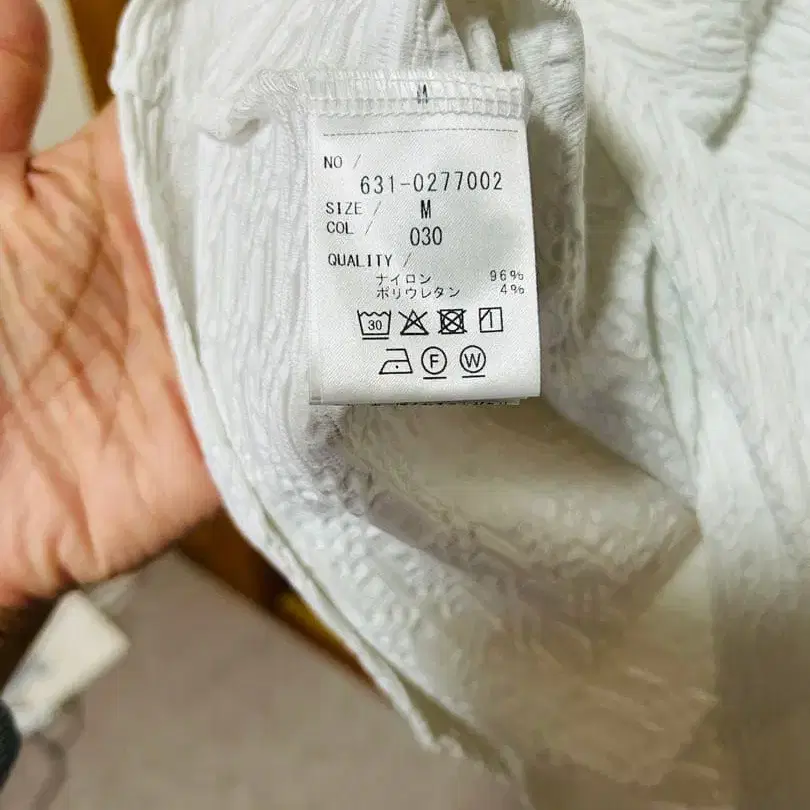 M
NO /
631-0277002
SIZE / M
COL / 030
QUALITY /
ナイロン 96%
ポリウレタン 4%
30
F W